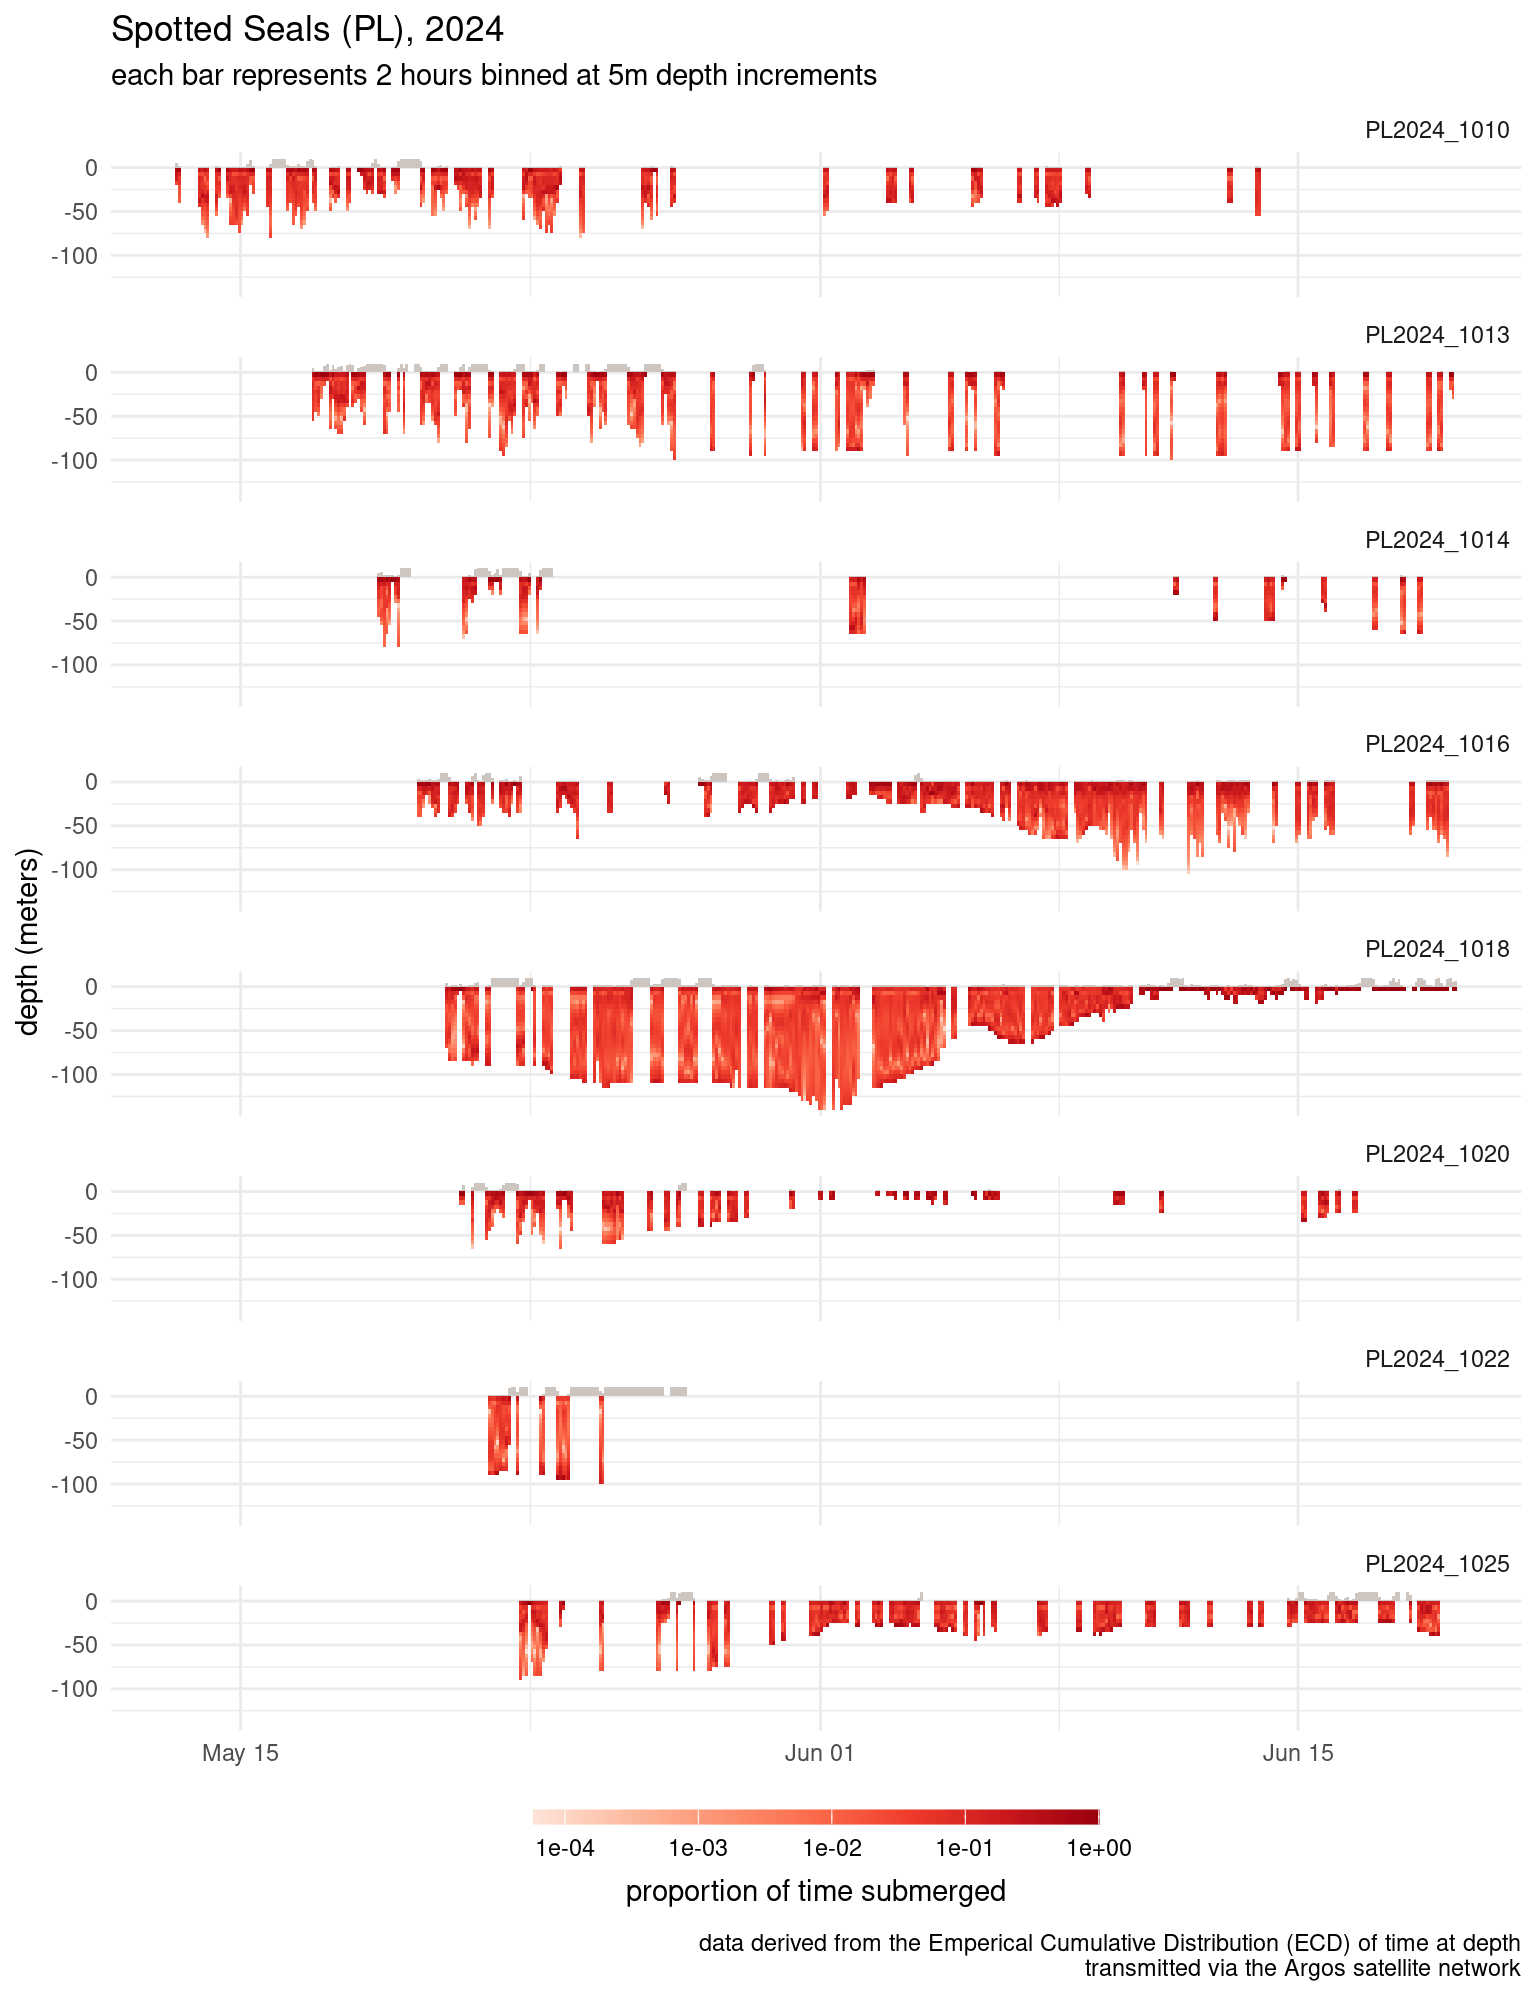 Spotted Seals (PL), 2024
each bar represents 2 hours binned at 5m depth increments
PL2024_1010
0
-50
-100
PL2024_1013
0
-50
-100
PL2024_1014
0
-50
-100
PL2024_1016
0
-50
-100
depth (meters)
PL2024_1018
0
-50
-100
PL2024_1020
0
-50
-100
PL2024_1022
0
-50
-100
PL2024_1025
0
-50
-100
May 15 Jun 01 Jun 15
1e-04 1e-03 1e-02 1e-01 1e+00
proportion of time submerged
data derived from the Emperical Cumulative Distribution (ECD) of time at depth
transmitted via the Argos satellite network